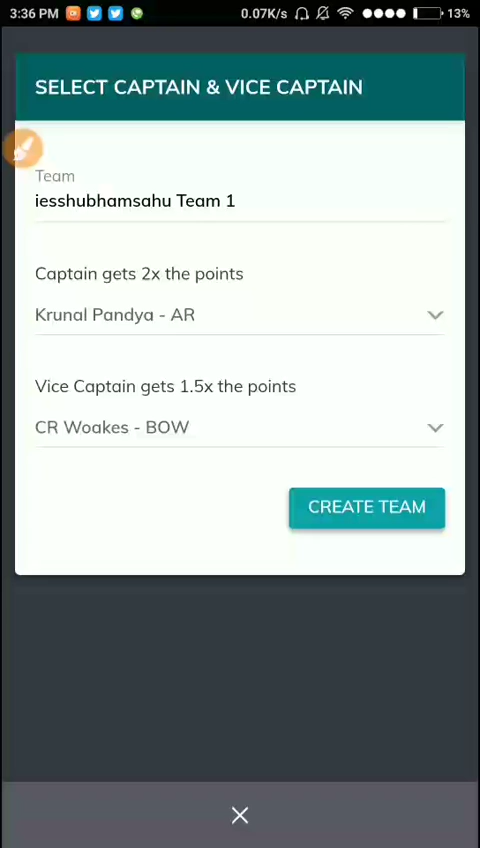 3:36 PM 0.07K/s 13%
SELECT CAPTAIN & VICE CAPTAIN
Team
iesshubhamsahu Team 1
Captain gets 2x the points
Krunal Pandya - AR
Vice Captain gets 1.5x the points
CR Woakes - BOW
CREATE TEAM